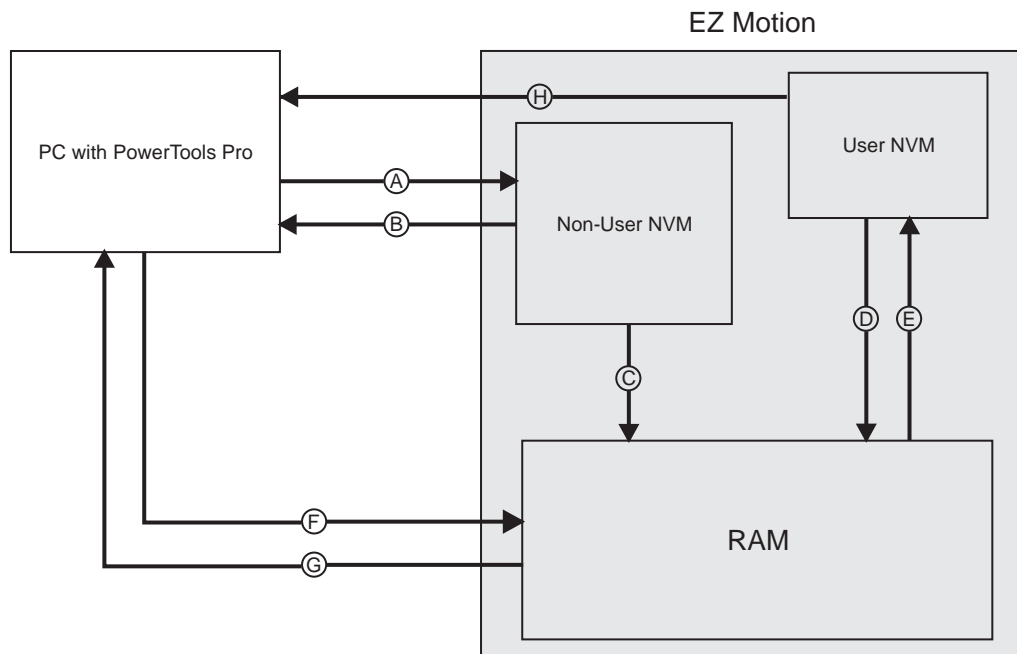 EZ Motion
H
PC with PowerTools Pro
User NVM
A
B
Non-User NVM
D
E
C
F
RAM
G